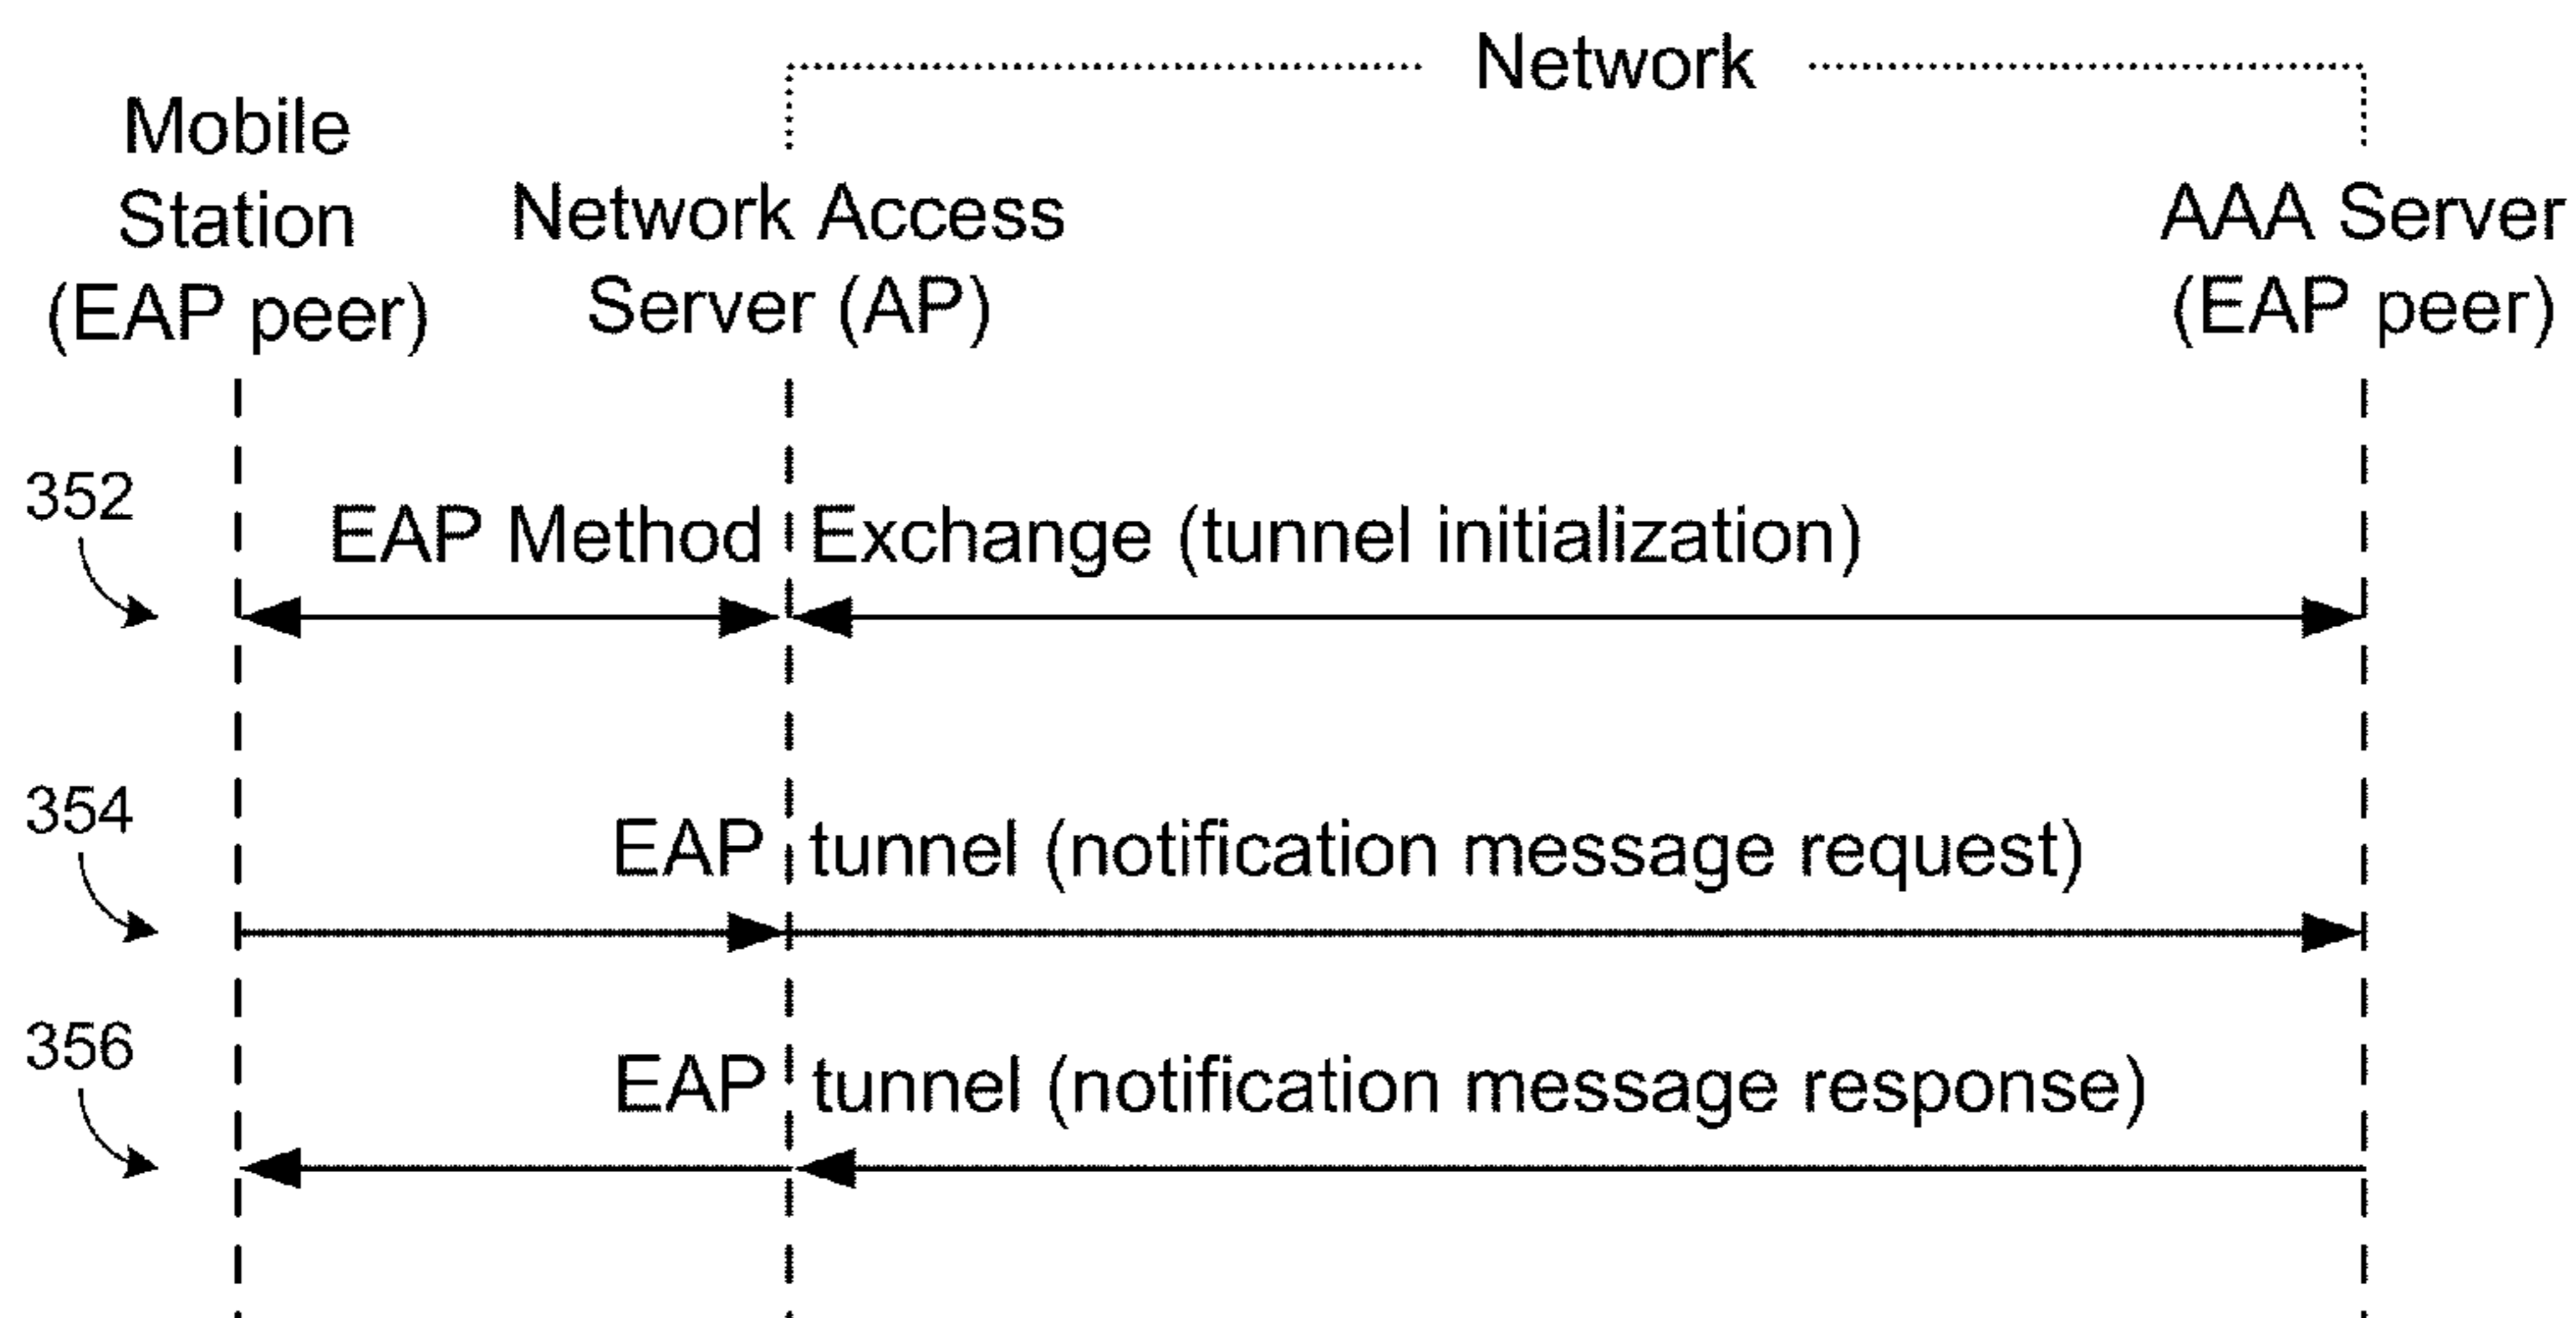 Network
Mobile
Station
(EAP peer)
Network Access
Server (AP)
AAA Server
(EAP peer)
352
EAP Method Exchange (tunnel initialization)
354
EAP tunnel (notification message request)
356
EAP tunnel (notification message response)